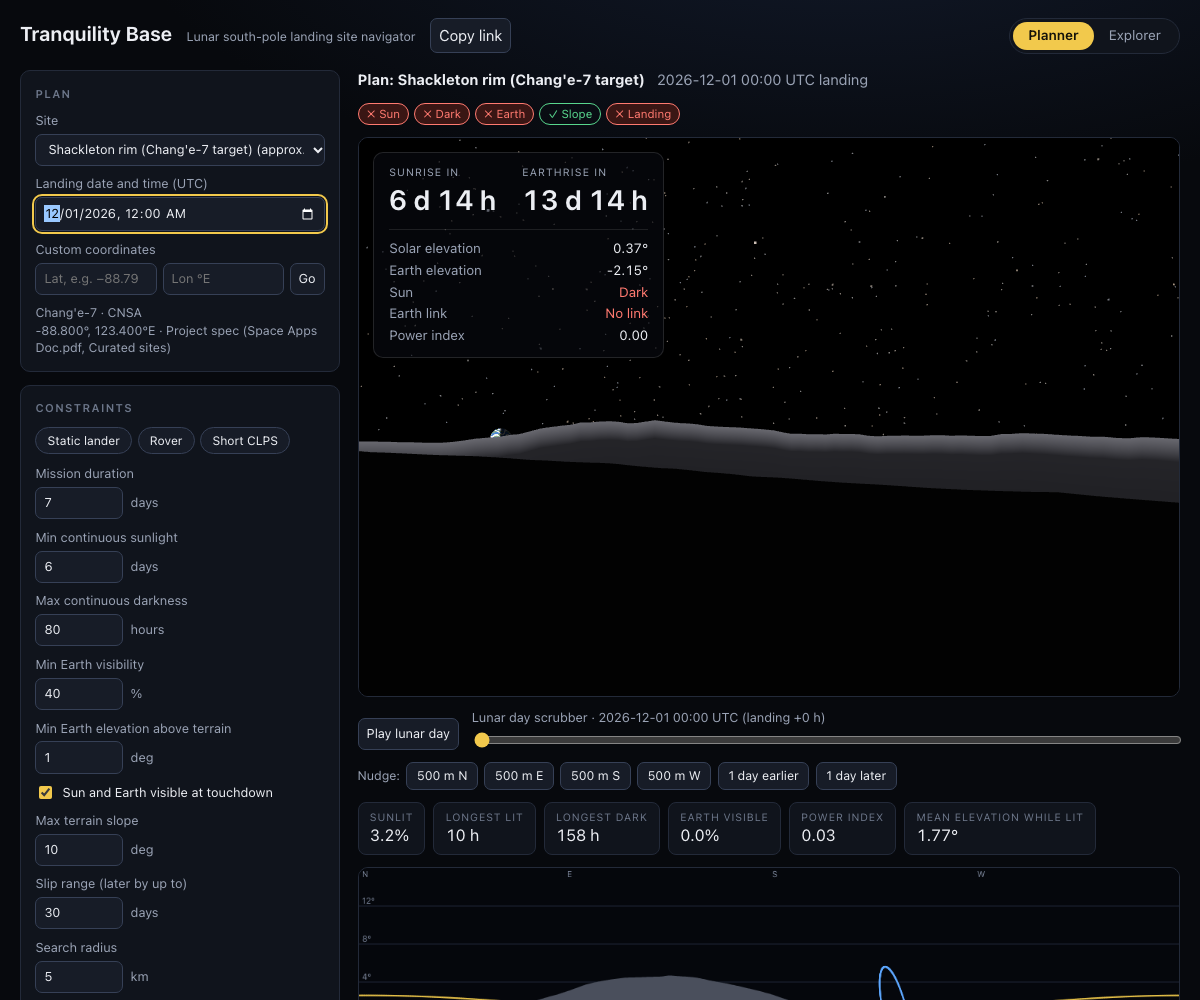 Tranquility Base Lunar south-pole landing site navigator Copy link Planner Explorer
PLAN
Site
Shackleton rim (Chang'e-7 target) (approx.
Landing date and time (UTC)
12/01/2026, 12:00 AM
Custom coordinates
Lat, e.g. −88.79 Lon °E Go
Chang'e-7 · CNSA
-88.800°, 123.400°E · Project spec (Space Apps
Doc.pdf, Curated sites)
CONSTRAINTS
Static lander Rover Short CLPS
Mission duration
7 days
Min continuous sunlight
6 days
Max continuous darkness
80 hours
Min Earth visibility
40 %
Min Earth elevation above terrain
1 deg
Sun and Earth visible at touchdown
Max terrain slope
10 deg
Slip range (later by up to)
30 days
Search radius
5 km
Plan: Shackleton rim (Chang'e-7 target) 2026-12-01 00:00 UTC landing
✕ Sun ✕ Dark ✕ Earth ✓ Slope ✕ Landing
SUNRISE IN EARTHRISE IN
6 d 14 h 13 d 14 h
Solar elevation 0.37°
Earth elevation -2.15°
Sun Dark
Earth link No link
Power index 0.00
Play lunar day Lunar day scrubber · 2026-12-01 00:00 UTC (landing +0 h)
Nudge: 500 m N 500 m E 500 m S 500 m W 1 day earlier 1 day later
SUNLIT LONGEST LIT LONGEST DARK EARTH VISIBLE POWER INDEX MEAN ELEVATION WHILE LIT
3.2% 10 h 158 h 0.0% 0.03 1.77°
N E S W
12°
8°
4°